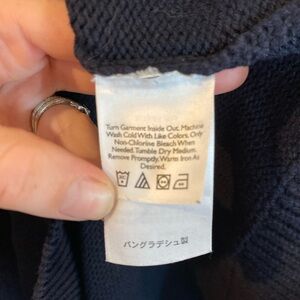 Turn Garment Inside Out. Machine
Wash Cold With Like Colors. Only
Non-Chlorine Bleach When
Needed. Tumble Dry Medium.
Remove Promptly. Warm Iron As
Desired.
バングラデシュ製